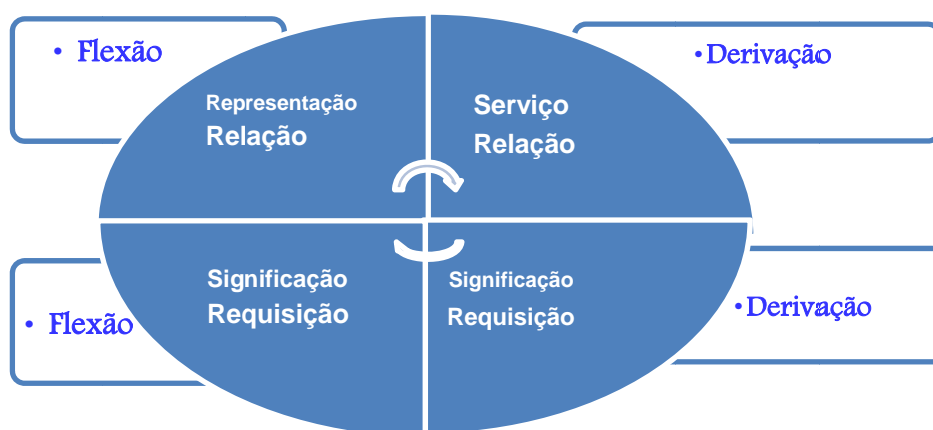 • Flexão
• Derivação
Representação
Relação
Serviço
Relação
Significação
Requisição
Significação
Requisição
• Flexão
• Derivação